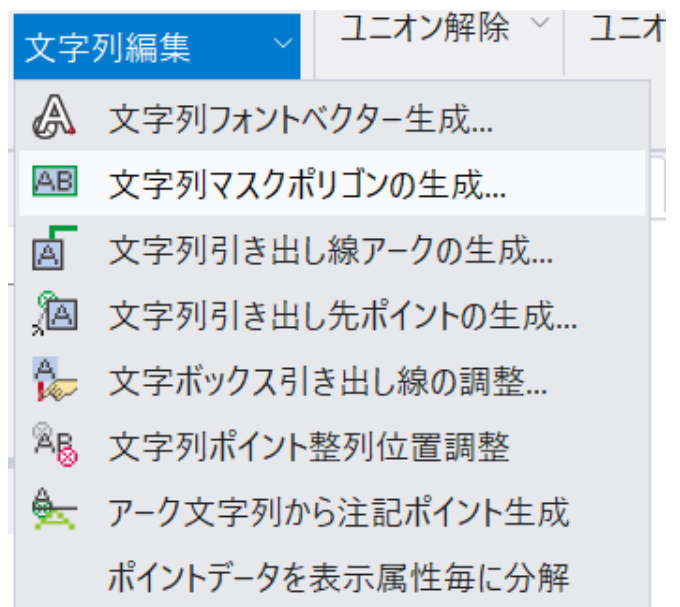 文字列編集
ユニオン解除
ユニオ
文字列フォントベクター生成...
文字列マスクポリゴンの生成...
文字列引き出し線アークの生成...
文字列引き出し先ポイントの生成...
文字ボックス引き出し線の調整...
文字列ポイント整列位置調整
アーク文字列から注記ポイント生成
ポイントデータを表示属性毎に分解